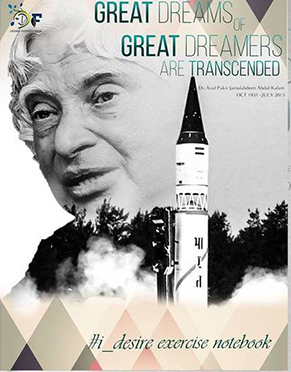 GREAT DREAMS OF
GREAT DREAMERS
ARE TRANSCENDED
Dr. Avul Pakir Jainulabdeen Abdul Kalam
OCT 1931 - JULY 2015
#i_desire exercise notebook